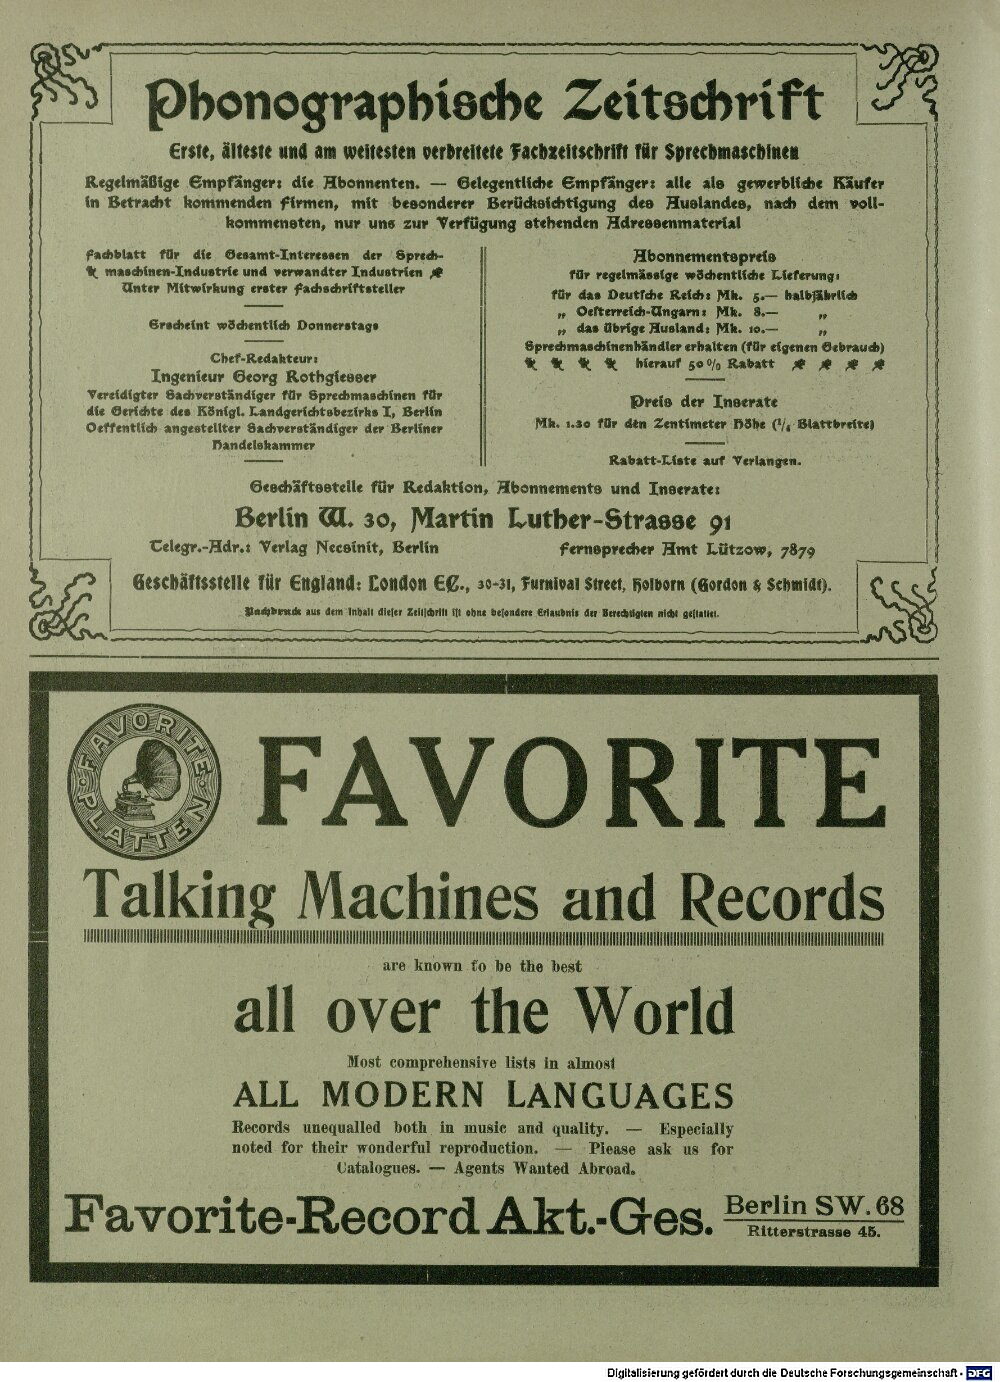 Phonographische Zeitschrift
Erste, älteste und am weitesten verbreitete Fachzeitschrift für Sprechmaschinen
Regelmäßige Empfänger: die Abonnenten. — Gelegentliche Empfänger: alle als gewerbliche Käufer
in Betracht kommenden Firmen, mit besonderer Berücksichtigung des Auslandes, nach dem voll-
kommensten, nur uns zur Verfügung stehenden Adressenmaterial
Fachblatt für die Gesamt-Interessen der Sprech-
maschinen-Industrie und verwandter Industrien
Unter Mitwirkung erster Fachschriftsteller
Erscheint wöchentlich Donnerstags
Chef-Redakteur:
Ingenieur Georg Rothgiesser
Vereidigter Sachverständiger für Sprechmaschinen für
die Gerichte des Königl. Landgerichtsbezirks I, Berlin
Oeffentlich angestellter Sachverständiger der Berliner
Handelskammer
Abonnementspreis
für regelmässige wöchentliche Lieferung:
für das Deutsche Reich: Mk. 5.— halbjährlich
„ Oesterreich-Ungarn: Mk. 8.— „
„ das übrige Ausland: Mk. 10.— „
Sprechmaschinenhändler erhalten (für eigenen Gebrauch)
hierauf 50 % Rabatt
Preis der Inserate
Mk. 1.30 für den Zentimeter Höhe (1/4 Blattbreite)
Rabatt-Liste auf Verlangen.
Geschäftsstelle für Redaktion, Abonnements und Inserate:
Berlin W. 30, Martin Luther-Strasse 91
Telegr.-Adr.: Verlag Necsinit, Berlin
Fernsprecher Amt Lützow, 7879
Geschäftsstelle für England: London EC., 30-31, Furnival Street, Holborn (Gordon & Schmidt).
Nachdruck aus dem Inhalt dieser Zeitschrift ist ohne besondere Erlaubnis der Berechtigten nicht gestattet.
FAVORITE
PLATTEN
FAVORITE
Talking Machines and Records
are known to be the best
all over the World
Most comprehensive lists in almost
ALL MODERN LANGUAGES
Records unequalled both in music and quality. — Especially
noted for their wonderful reproduction. — Please ask us for
Catalogues. — Agents Wanted Abroad.
Favorite-Record Akt.-Ges.
Berlin SW. 68
Ritterstrasse 45.
Digitalisierung gefördert durch die Deutsche Forschungsgemeinschaft - DFG